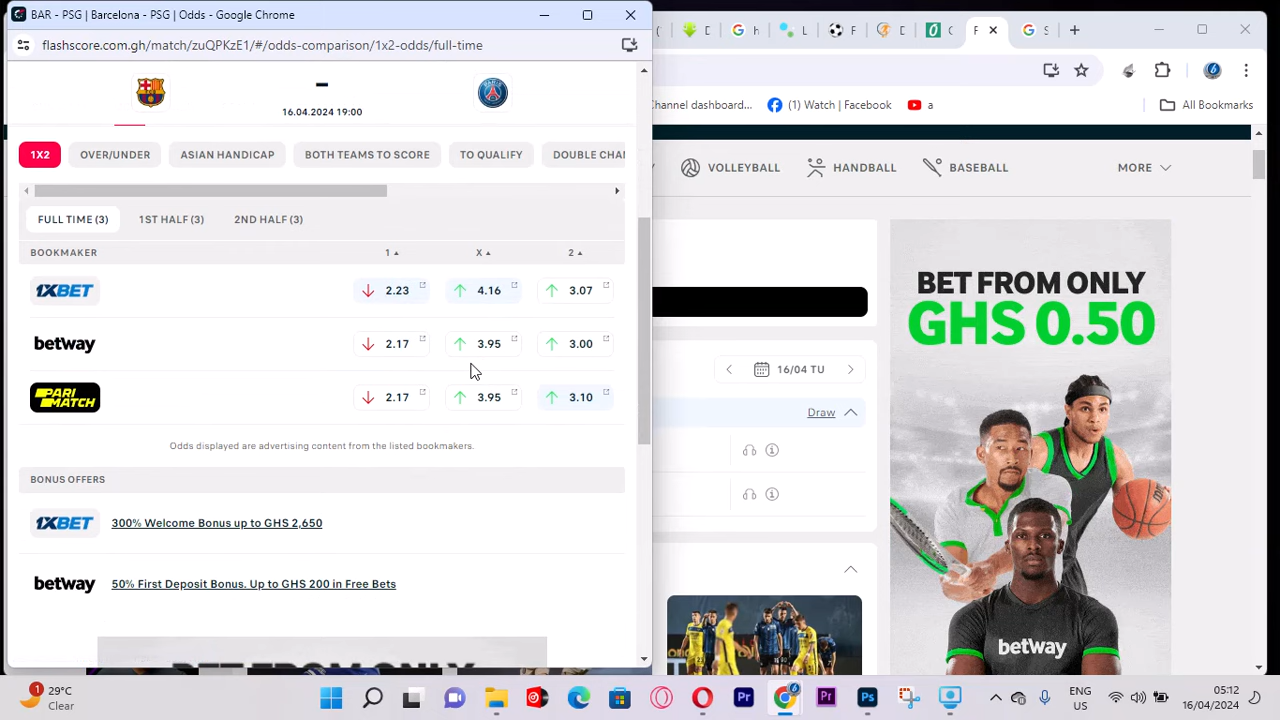 BAR - PSG | Barcelona - PSG | Odds - Google Chrome
flashscore.com.gh/match/zuQPKnE1/#/odds-comparison/1x2-odds/full-time
16.04.2024 19:00
1X2 OVER/UNDER ASIAN HANDICAP BOTH TEAMS TO SCORE TO QUALIFY DOUBLE CHAN
FULL TIME (3) 1ST HALF (3) 2ND HALF (3)
BOOKMAKER 1 X 2
1XBET 2.23 4.16 3.07
betway 2.17 3.95 3.00
PARI MATCH 2.17 3.95 3.10
Odds displayed are advertising content from the listed bookmakers.
BONUS OFFERS
1XBET 300% Welcome Bonus up to GHS 2,650
betway 50% First Deposit Bonus. Up to GHS 200 in Free Bets
Channel dashboard... (1) Watch | Facebook a All Bookmarks
VOLLEYBALL HANDBALL BASEBALL MORE
16/04 TU
Draw
BET FROM ONLY
GHS 0.50
betway
1
29°C
Clear
Pr Pr Ps
ENG
US
05:12
16/04/2024